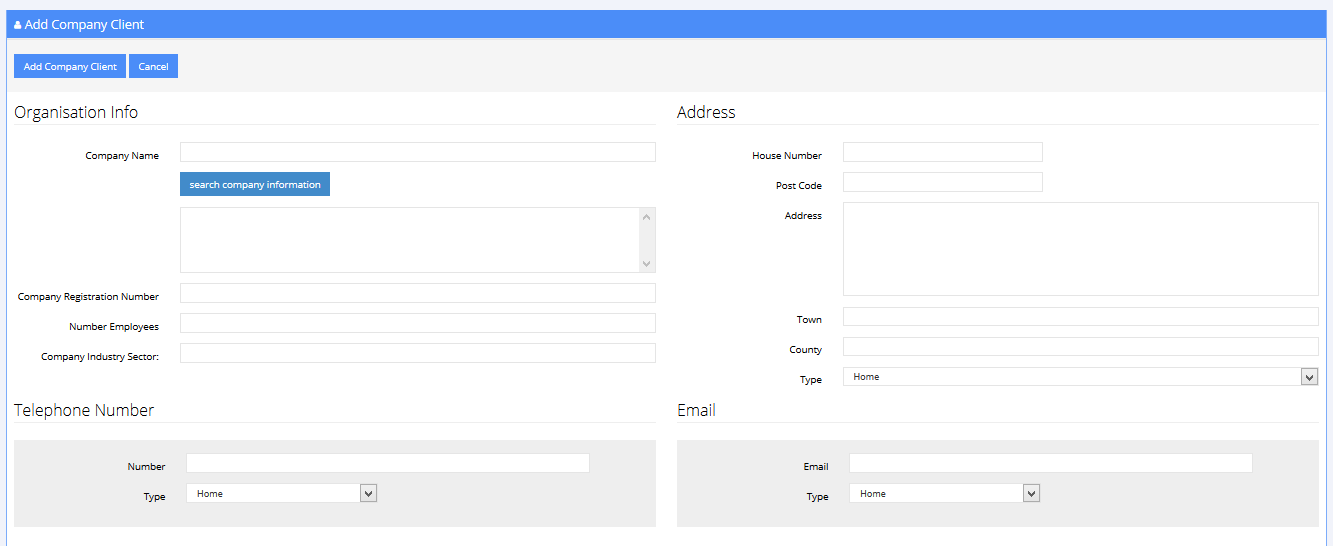 Add Company Client
Add Company Client Cancel
Organisation Info
Company Name
search company information
Company Registration Number
Number Employees
Company Industry Sector:
Address
House Number
Post Code
Address
Town
County
Type Home
Telephone Number
Number
Type Home
Email
Email
Type Home